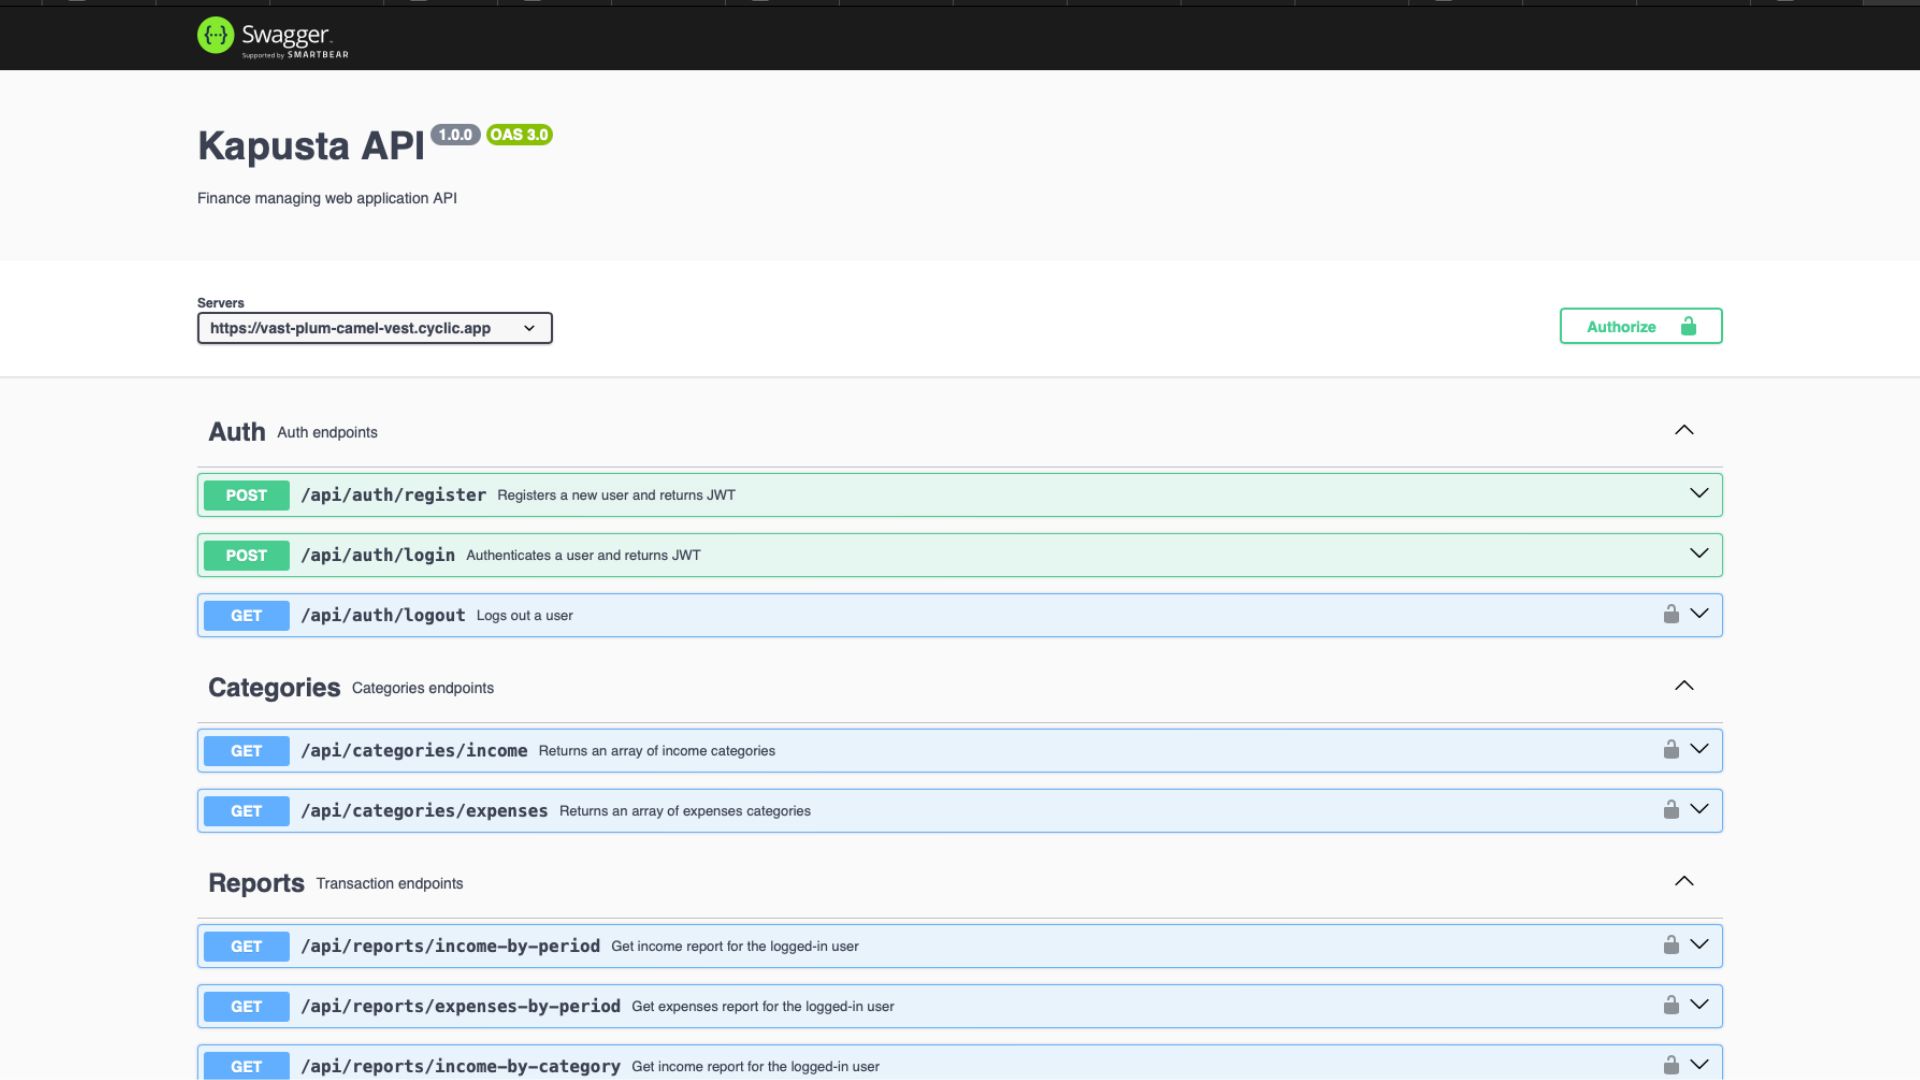 Swagger
Supported by SMARTBEAR
Kapusta API 1.0.0 OAS 3.0
Finance managing web application API
Servers
https://vast-plum-camel-vest.cyclic.app
Authorize
Auth Auth endpoints
POST /api/auth/register Registers a new user and returns JWT
POST /api/auth/login Authenticates a user and returns JWT
GET /api/auth/logout Logs out a user
Categories Categories endpoints
GET /api/categories/income Returns an array of income categories
GET /api/categories/expenses Returns an array of expenses categories
Reports Transaction endpoints
GET /api/reports/income-by-period Get income report for the logged-in user
GET /api/reports/expenses-by-period Get expenses report for the logged-in user
GET /api/reports/income-by-category Get income report for the logged-in user